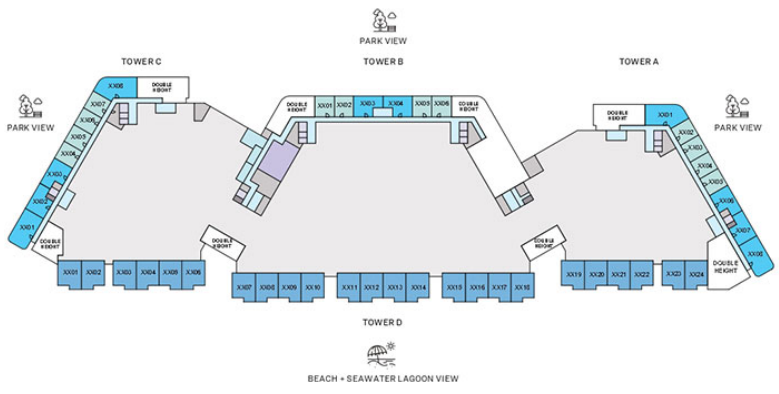 PARK VIEW
TOWER C
TOWER B
TOWER A
PARK VIEW
PARK VIEW
XX08
DOUBLE
HEIGHT
XX07
XX06
XX05
XX04
XX03
XX02
XX01
DOUBLE
HEIGHT
DOUBLE
HEIGHT
XX01 XX02 XX03 XX04 XX05 XX06
DOUBLE
HEIGHT
DOUBLE
HEIGHT
XX01
XX02
XX03
XX04
XX05
XX06
XX07
XX08
DOUBLE
HEIGHT
DOUBLE
HEIGHT
DOUBLE
HEIGHT
XX01 XX02 XX03 XX04 XX05 XX06
XX07 XX08 XX09 XX10 XX11 XX12 XX13 XX14 XX15 XX16 XX17 XX18
XX19 XX20 XX21 XX22 XX23 XX24
TOWER D
BEACH + SEAWATER LAGOON VIEW